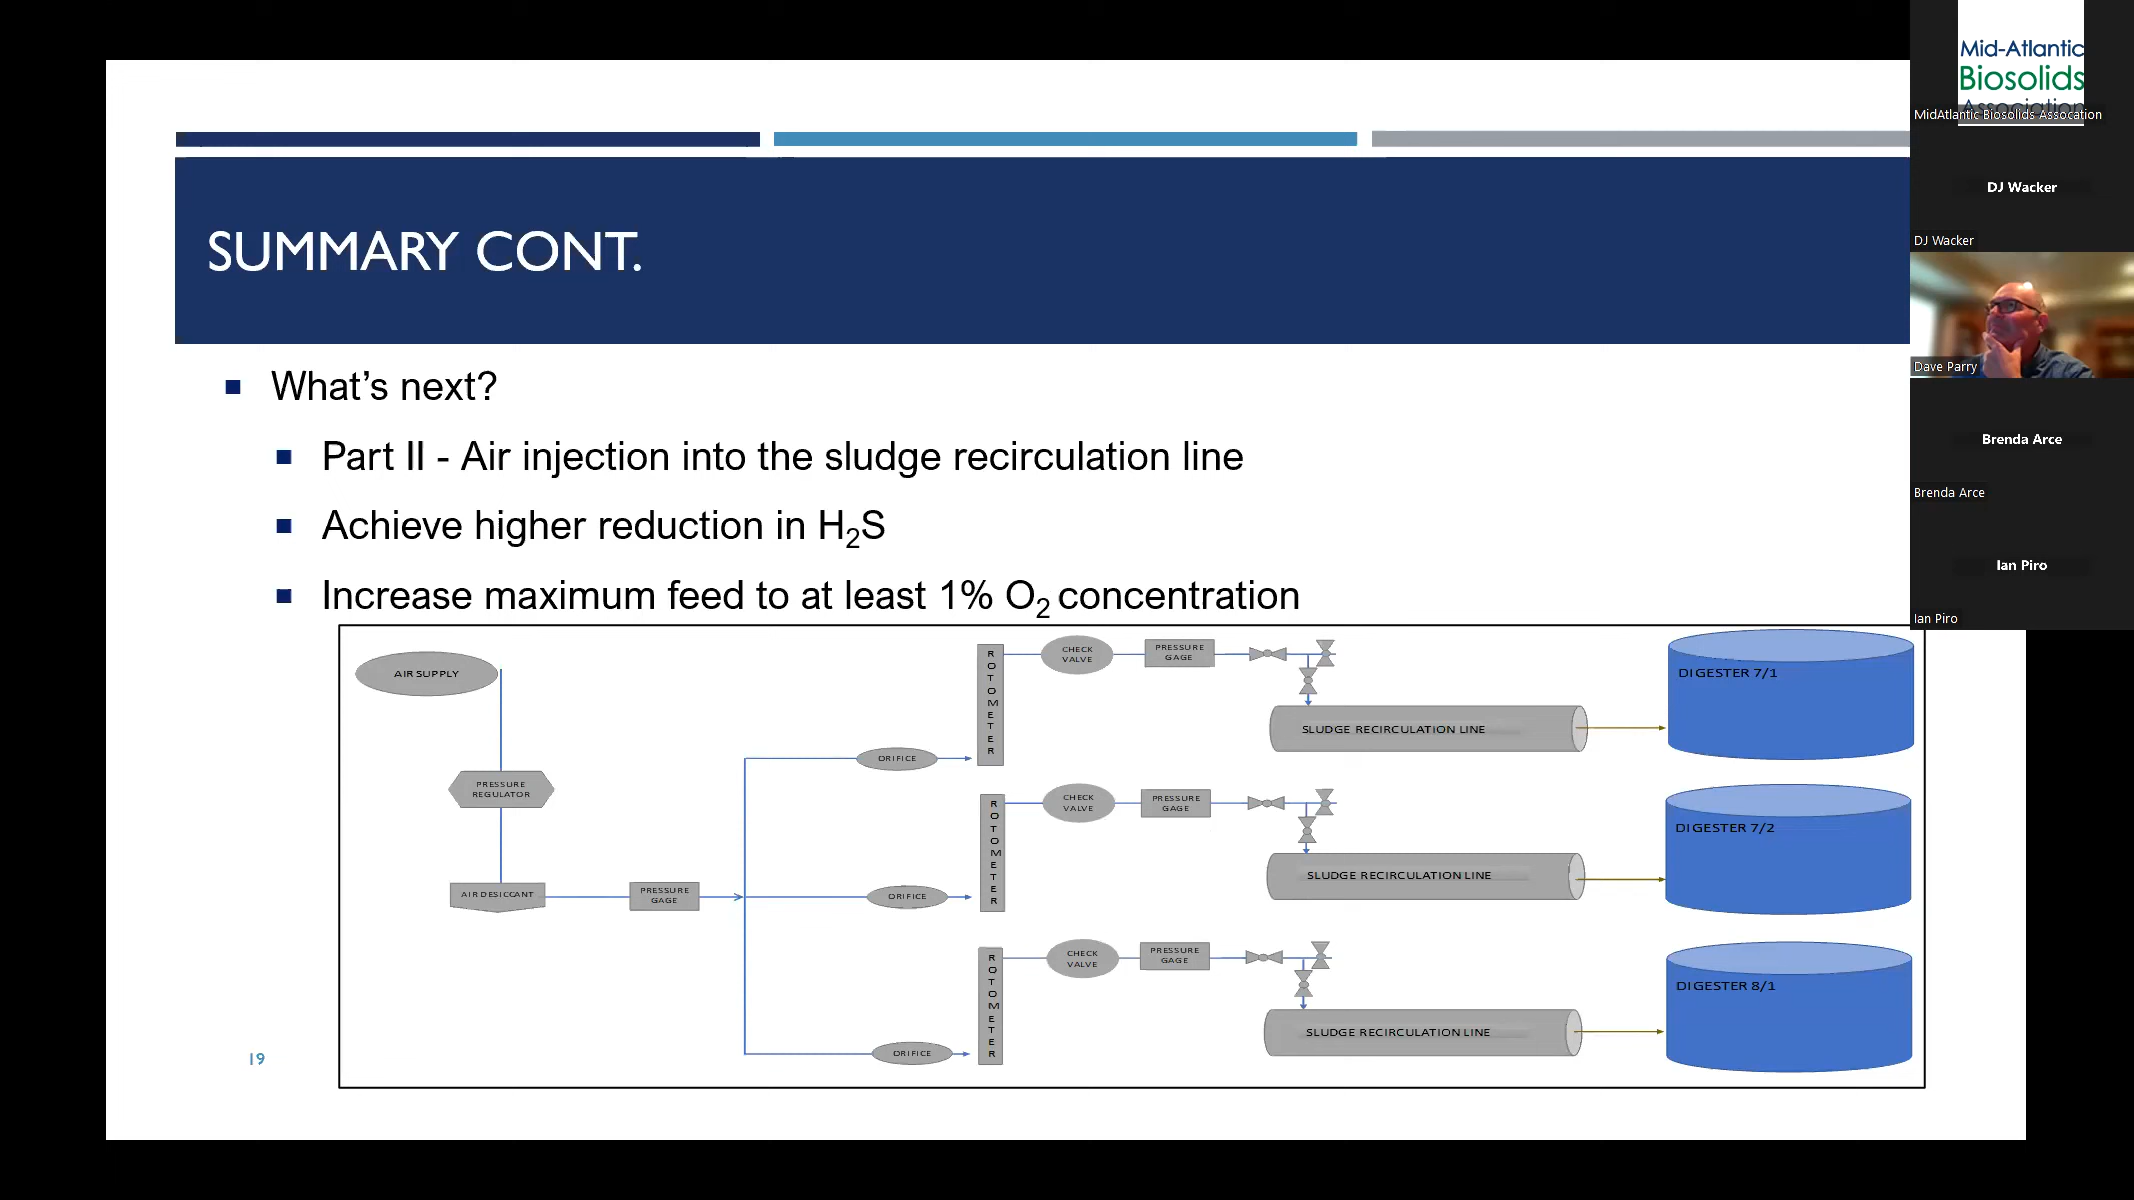 SUMMARY CONT.
What’s next?
Part II - Air injection into the sludge recirculation line
Achieve higher reduction in H2S
Increase maximum feed to at least 1% O2 concentration
AIR SUPPLY
PRESSURE
REGULATOR
AIR DESICCANT
PRESSURE
GAGE
ORIFICE
ROTOMETER
CHECK
VALVE
PRESSURE
GAGE
SLUDGE RECIRCULATION LINE
DIGESTER 7/1
ORIFICE
ROTOMETER
CHECK
VALVE
PRESSURE
GAGE
SLUDGE RECIRCULATION LINE
DIGESTER 7/2
ORIFICE
ROTOMETER
CHECK
VALVE
PRESSURE
GAGE
SLUDGE RECIRCULATION LINE
DIGESTER 8/1
19
Mid-Atlantic
Biosolids
Association
MidAtlantic Biosolids Assocation
DJ Wacker
DJ Wacker
Dave Parry
Brenda Arce
Brenda Arce
Ian Piro
Ian Piro